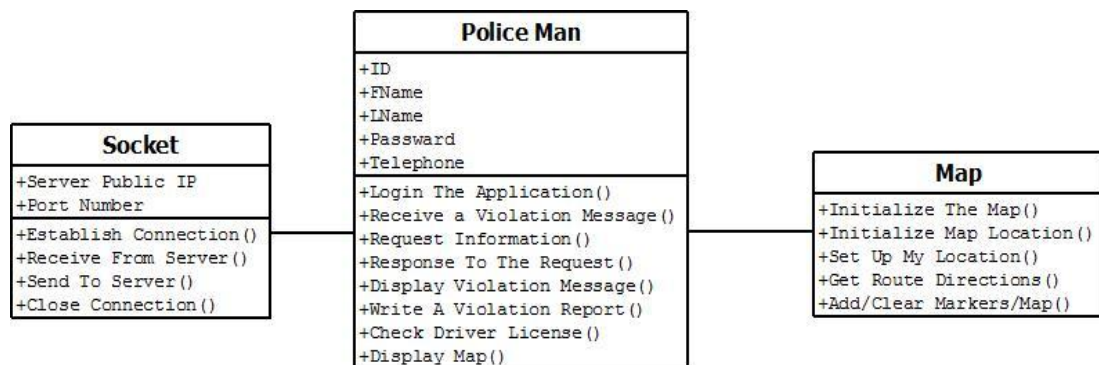 Socket
+Server Public IP
+Port Number
+Establish Connection()
+Receive From Server()
+Send To Server()
+Close Connection()
Police Man
+ID
+FName
+LName
+Passward
+Telephone
+Login The Application()
+Receive a Violation Message()
+Request Information()
+Response To The Request()
+Display Violation Message()
+Write A Violation Report()
+Check Driver License()
+Display Map()
Map
+Initialize The Map()
+Initialize Map Location()
+Set Up My Location()
+Get Route Directions()
+Add/Clear Markers/Map()